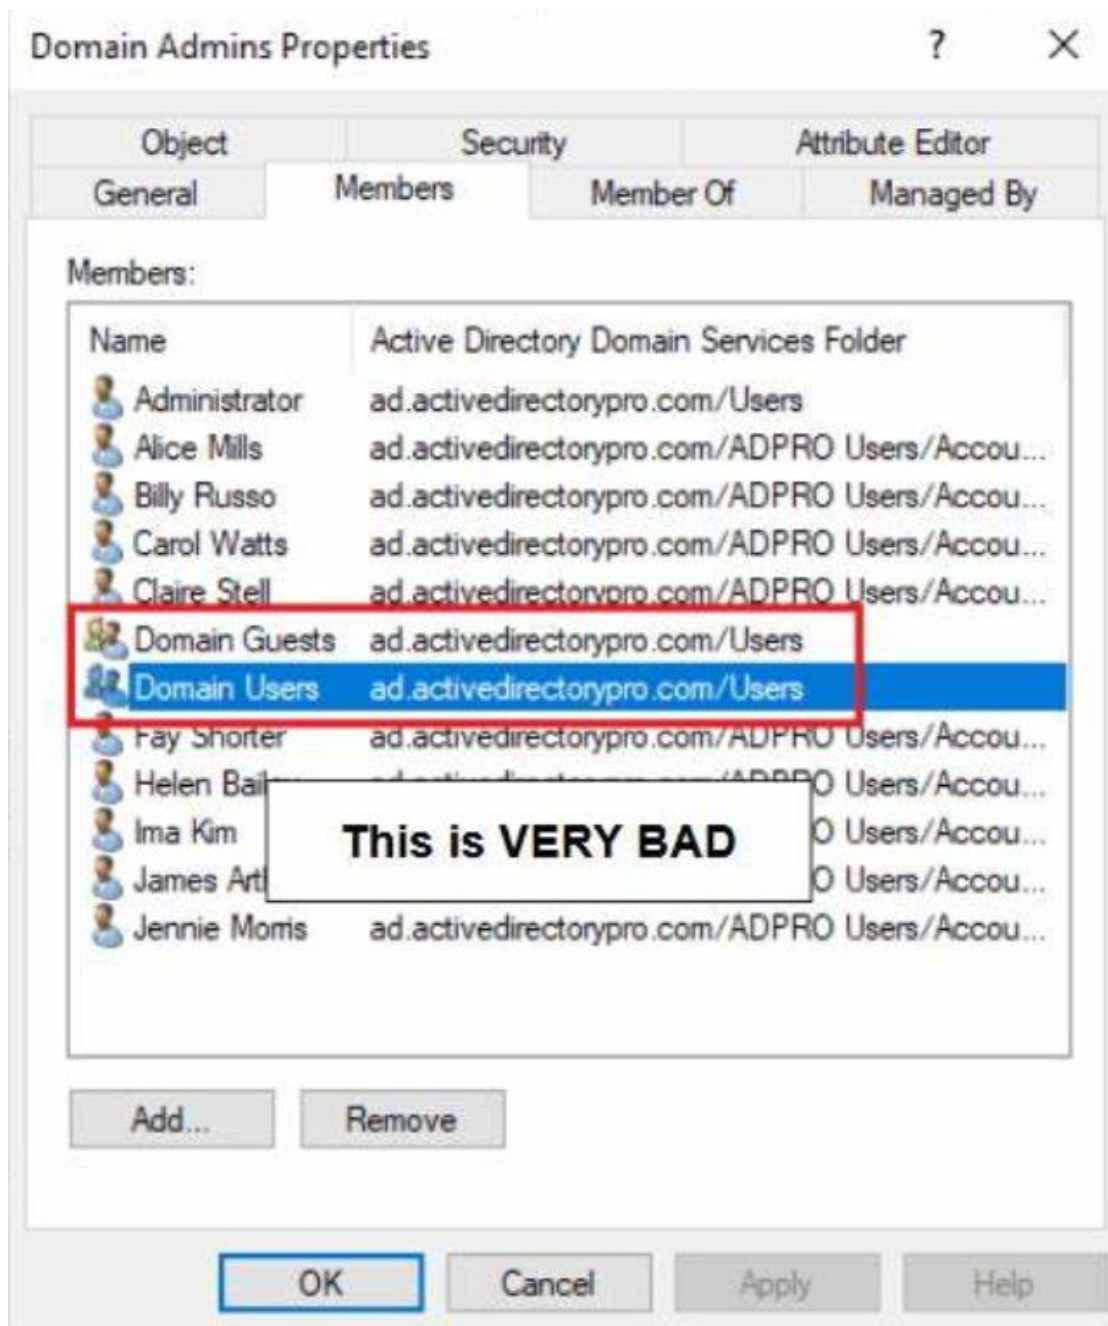 Domain Admins Properties ? ×
Object Security Attribute Editor
General Members Member Of Managed By
Members:
Name Active Directory Domain Services Folder
Administrator ad.activedirectorypro.com/Users
Alice Mills ad.activedirectorypro.com/ADPRO Users/Accou...
Billy Russo ad.activedirectorypro.com/ADPRO Users/Accou...
Carol Watts ad.activedirectorypro.com/ADPRO Users/Accou...
Claire Stell ad.activedirectorypro.com/ADPRO Users/Accou...
Domain Guests ad.activedirectorypro.com/Users
Domain Users ad.activedirectorypro.com/Users
Fay Shorter ad.activedirectorypro.com/ADPRO Users/Accou...
Helen O Users/Accou...
Ima Kim O Users/Accou...
This is VERY BAD
James O Users/Accou...
Jennie Morris ad.activedirectorypro.com/ADPRO Users/Accou...
Add... Remove
OK Cancel Apply Help